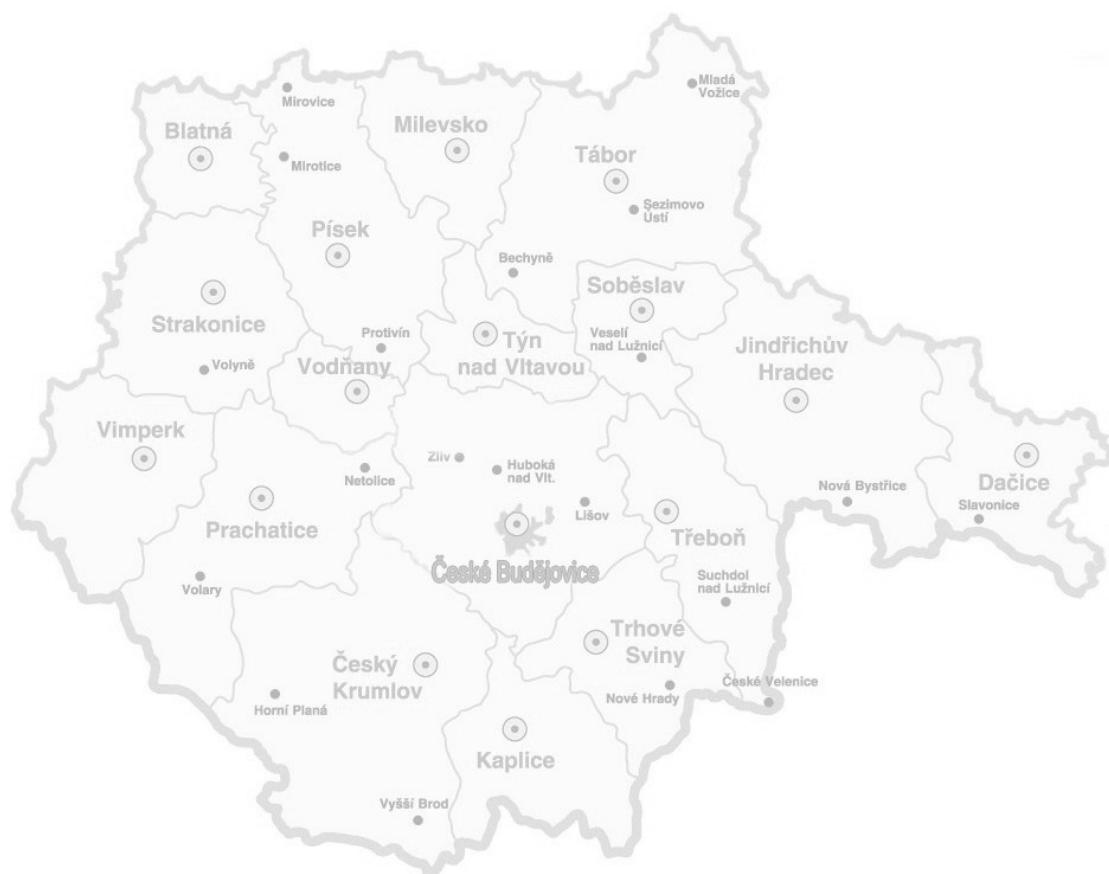 Mladá
Vožice
Mirovice
Milevsko
Blatná
Tábor
Mirotice
Sezimovo
Ústí
Písek
Bechyně
Soběslav
Strakonice
Protivín
Týn
nad Vltavou
Veselí
nad Lužnicí
Jindřichův
Hradec
Vodňany
Volyně
Vimperk
Zliv
Huboká
nad Vlt.
Netolice
Dačice
Nová Bystřice
Slavonice
Prachatice
Lišov
Třeboň
České Budějovice
Volary
Suchdol
nad Lužnicí
Trhové
Sviny
Český
Krumlov
České Velenice
Nové Hrady
Horní Planá
Kaplice
Vyšší Brod